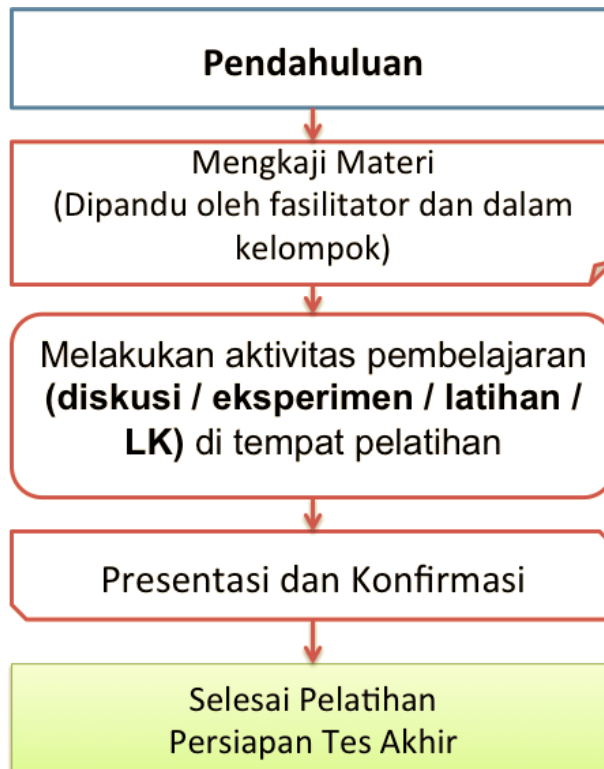 Pendahuluan
Mengkaji Materi
(Dipandu oleh fasilitator dan dalam
kelompok)
Melakukan aktivitas pembelajaran
(diskusi / eksperimen / latihan /
LK) di tempat pelatihan
Presentasi dan Konfirmasi
Selesai Pelatihan
Persiapan Tes Akhir